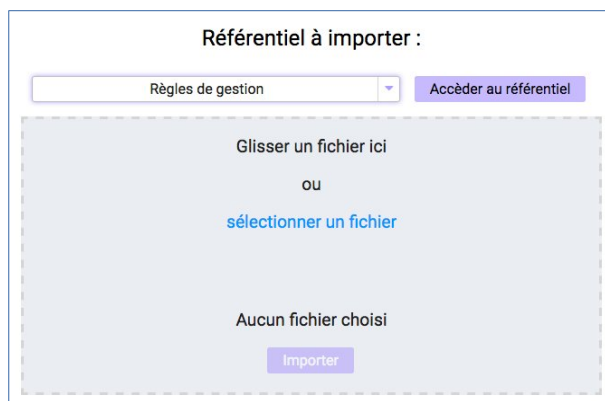 Référentiel à importer :
Règles de gestion
Accèder au référentiel
Glisser un fichier ici
ou
sélectionner un fichier
Aucun fichier choisi
Importer